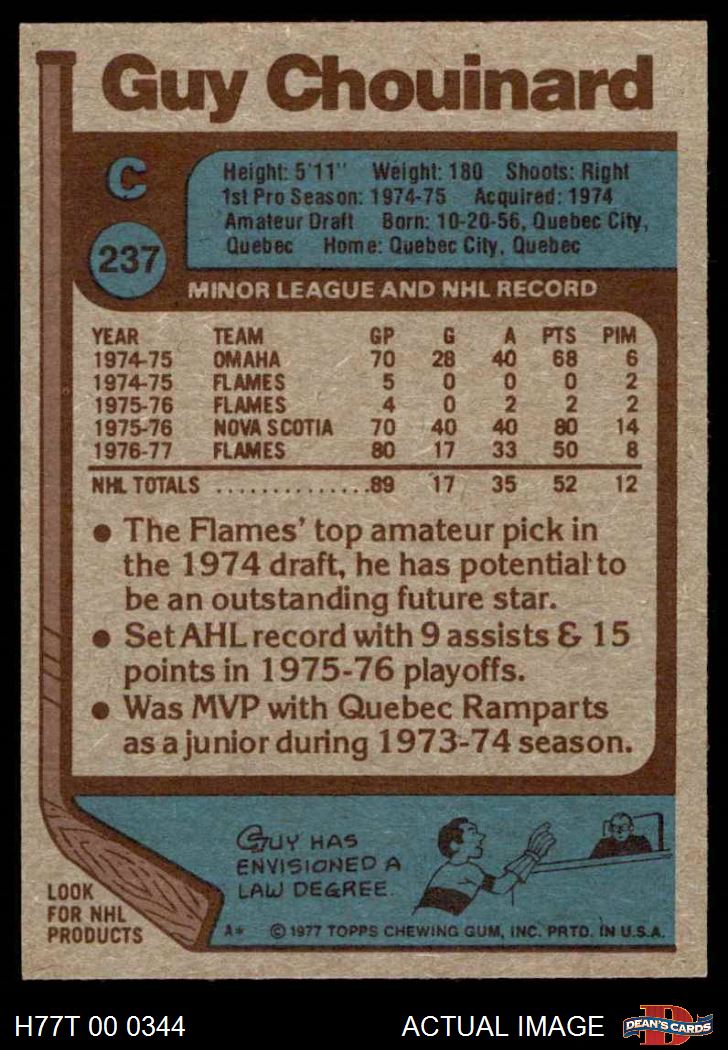 Guy Chouinard
C
237
Height: 5'11" Weight: 180 Shoots: Right
1st Pro Season: 1974-75 Acquired: 1974
Amateur Draft Born: 10-20-56, Quebec City,
Quebec Home: Quebec City, Quebec
MINOR LEAGUE AND NHL RECORD
YEAR TEAM GP G A PTS PIM
1974-75 OMAHA 70 28 40 68 6
1974-75 FLAMES 5 0 0 0 2
1975-76 FLAMES 4 0 2 2 2
1975-76 NOVA SCOTIA 70 40 40 80 14
1976-77 FLAMES 80 17 33 50 8
NHL TOTALS ..............89 17 35 52 12
● The Flames' top amateur pick in
the 1974 draft, he has potential to
be an outstanding future star.
● Set AHL record with 9 assists & 15
points in 1975-76 playoffs.
● Was MVP with Quebec Ramparts
as a junior during 1973-74 season.
GUY HAS
ENVISIONED A
LAW DEGREE.
LOOK
FOR NHL
PRODUCTS
A* © 1977 TOPPS CHEWING GUM, INC. PRTD. IN U.S.A.
H77T 00 0344 ACTUAL IMAGE D DEAN'S CARDS